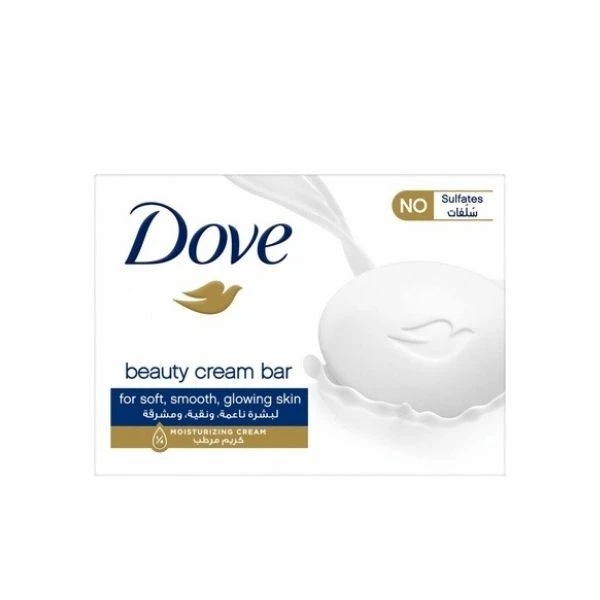 Dove
NO Sulfates
سُلفات
beauty cream bar
for soft, smooth, glowing skin
لبشرة ناعمة، ونقية، ومشرقة
¼ MOISTURIZING CREAM
كريم مرطب